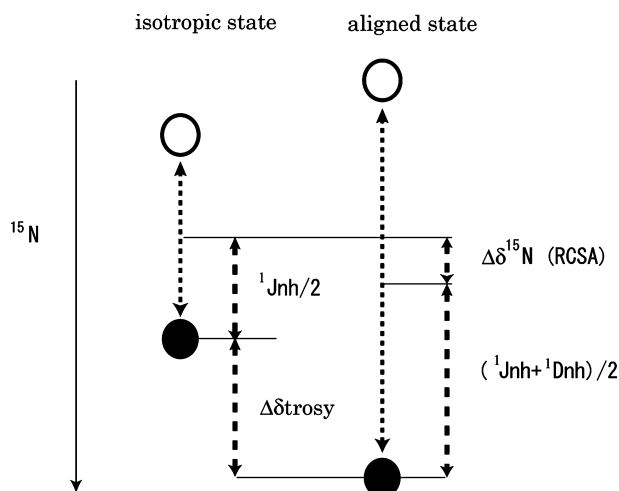 isotropic state
aligned state
¹⁵N
¹Jnh/2
Δδtrosy
Δδ¹⁵N (RCSA)
(¹Jnh+¹Dnh)/2